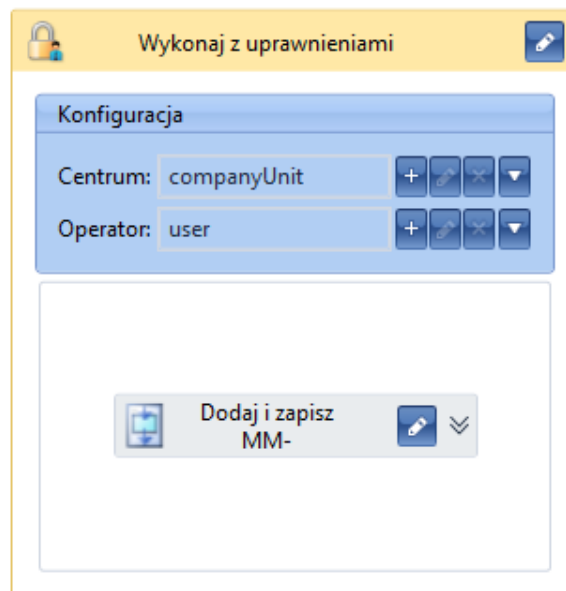 Wykonaj z uprawnieniami
Konfiguracja
Centrum: companyUnit
Operator: user
Dodaj i zapisz
MM-